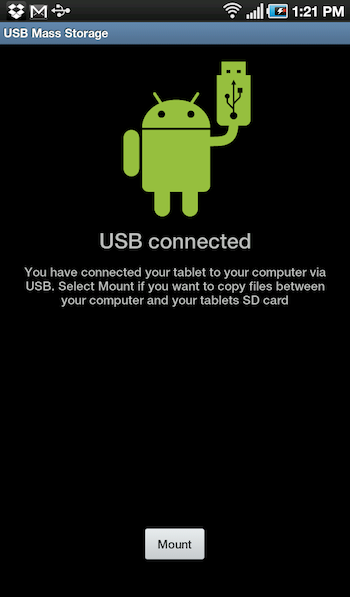 1:21 PM
USB Mass Storage
USB connected
You have connected your tablet to your computer via
USB. Select Mount if you want to copy files between
your computer and your tablets SD card
Mount